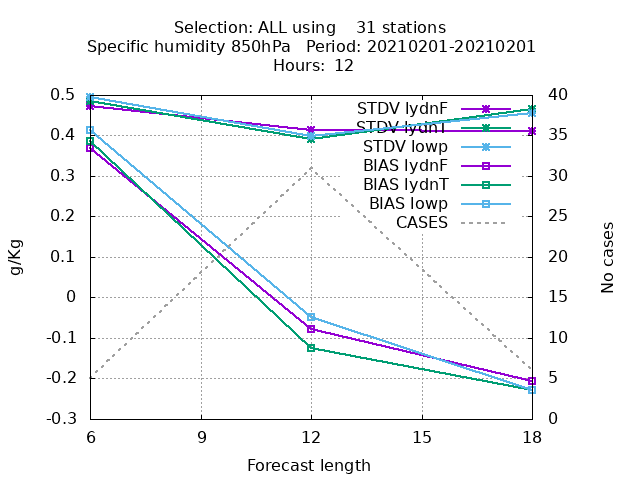 Selection: ALL using    31 stations
Specific humidity 850hPa   Period: 20210201-20210201
Hours: 12
0.5
0.4
0.3
0.2
0.1
0
-0.1
-0.2
-0.3
g/Kg
STDV lydnF
STDV lydnT
STDV lowp
BIAS lydnF
BIAS lydnT
BIAS lowp
CASES
40
35
30
25
20
15
10
5
0
No cases
6 9 12 15 18
Forecast length